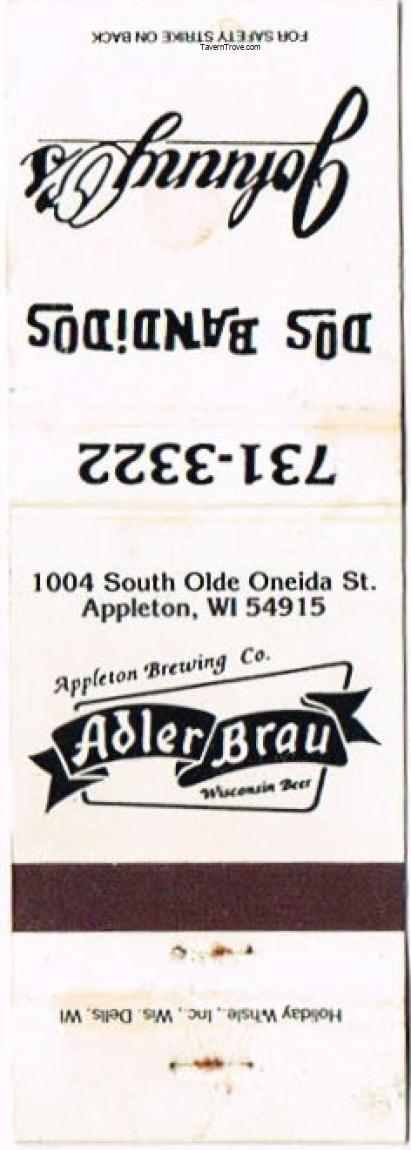 FOR SAFETY STRIKE ON BACK
TavernTrove.com
Johnny O's
DOS BANDIDOS
731-3322
1004 South Olde Oneida St.
Appleton, WI 54915
Appleton Brewing Co.
Adler Brau
Wisconsin Beer
Holiday Whsle., Inc., Wis. Dells, WI